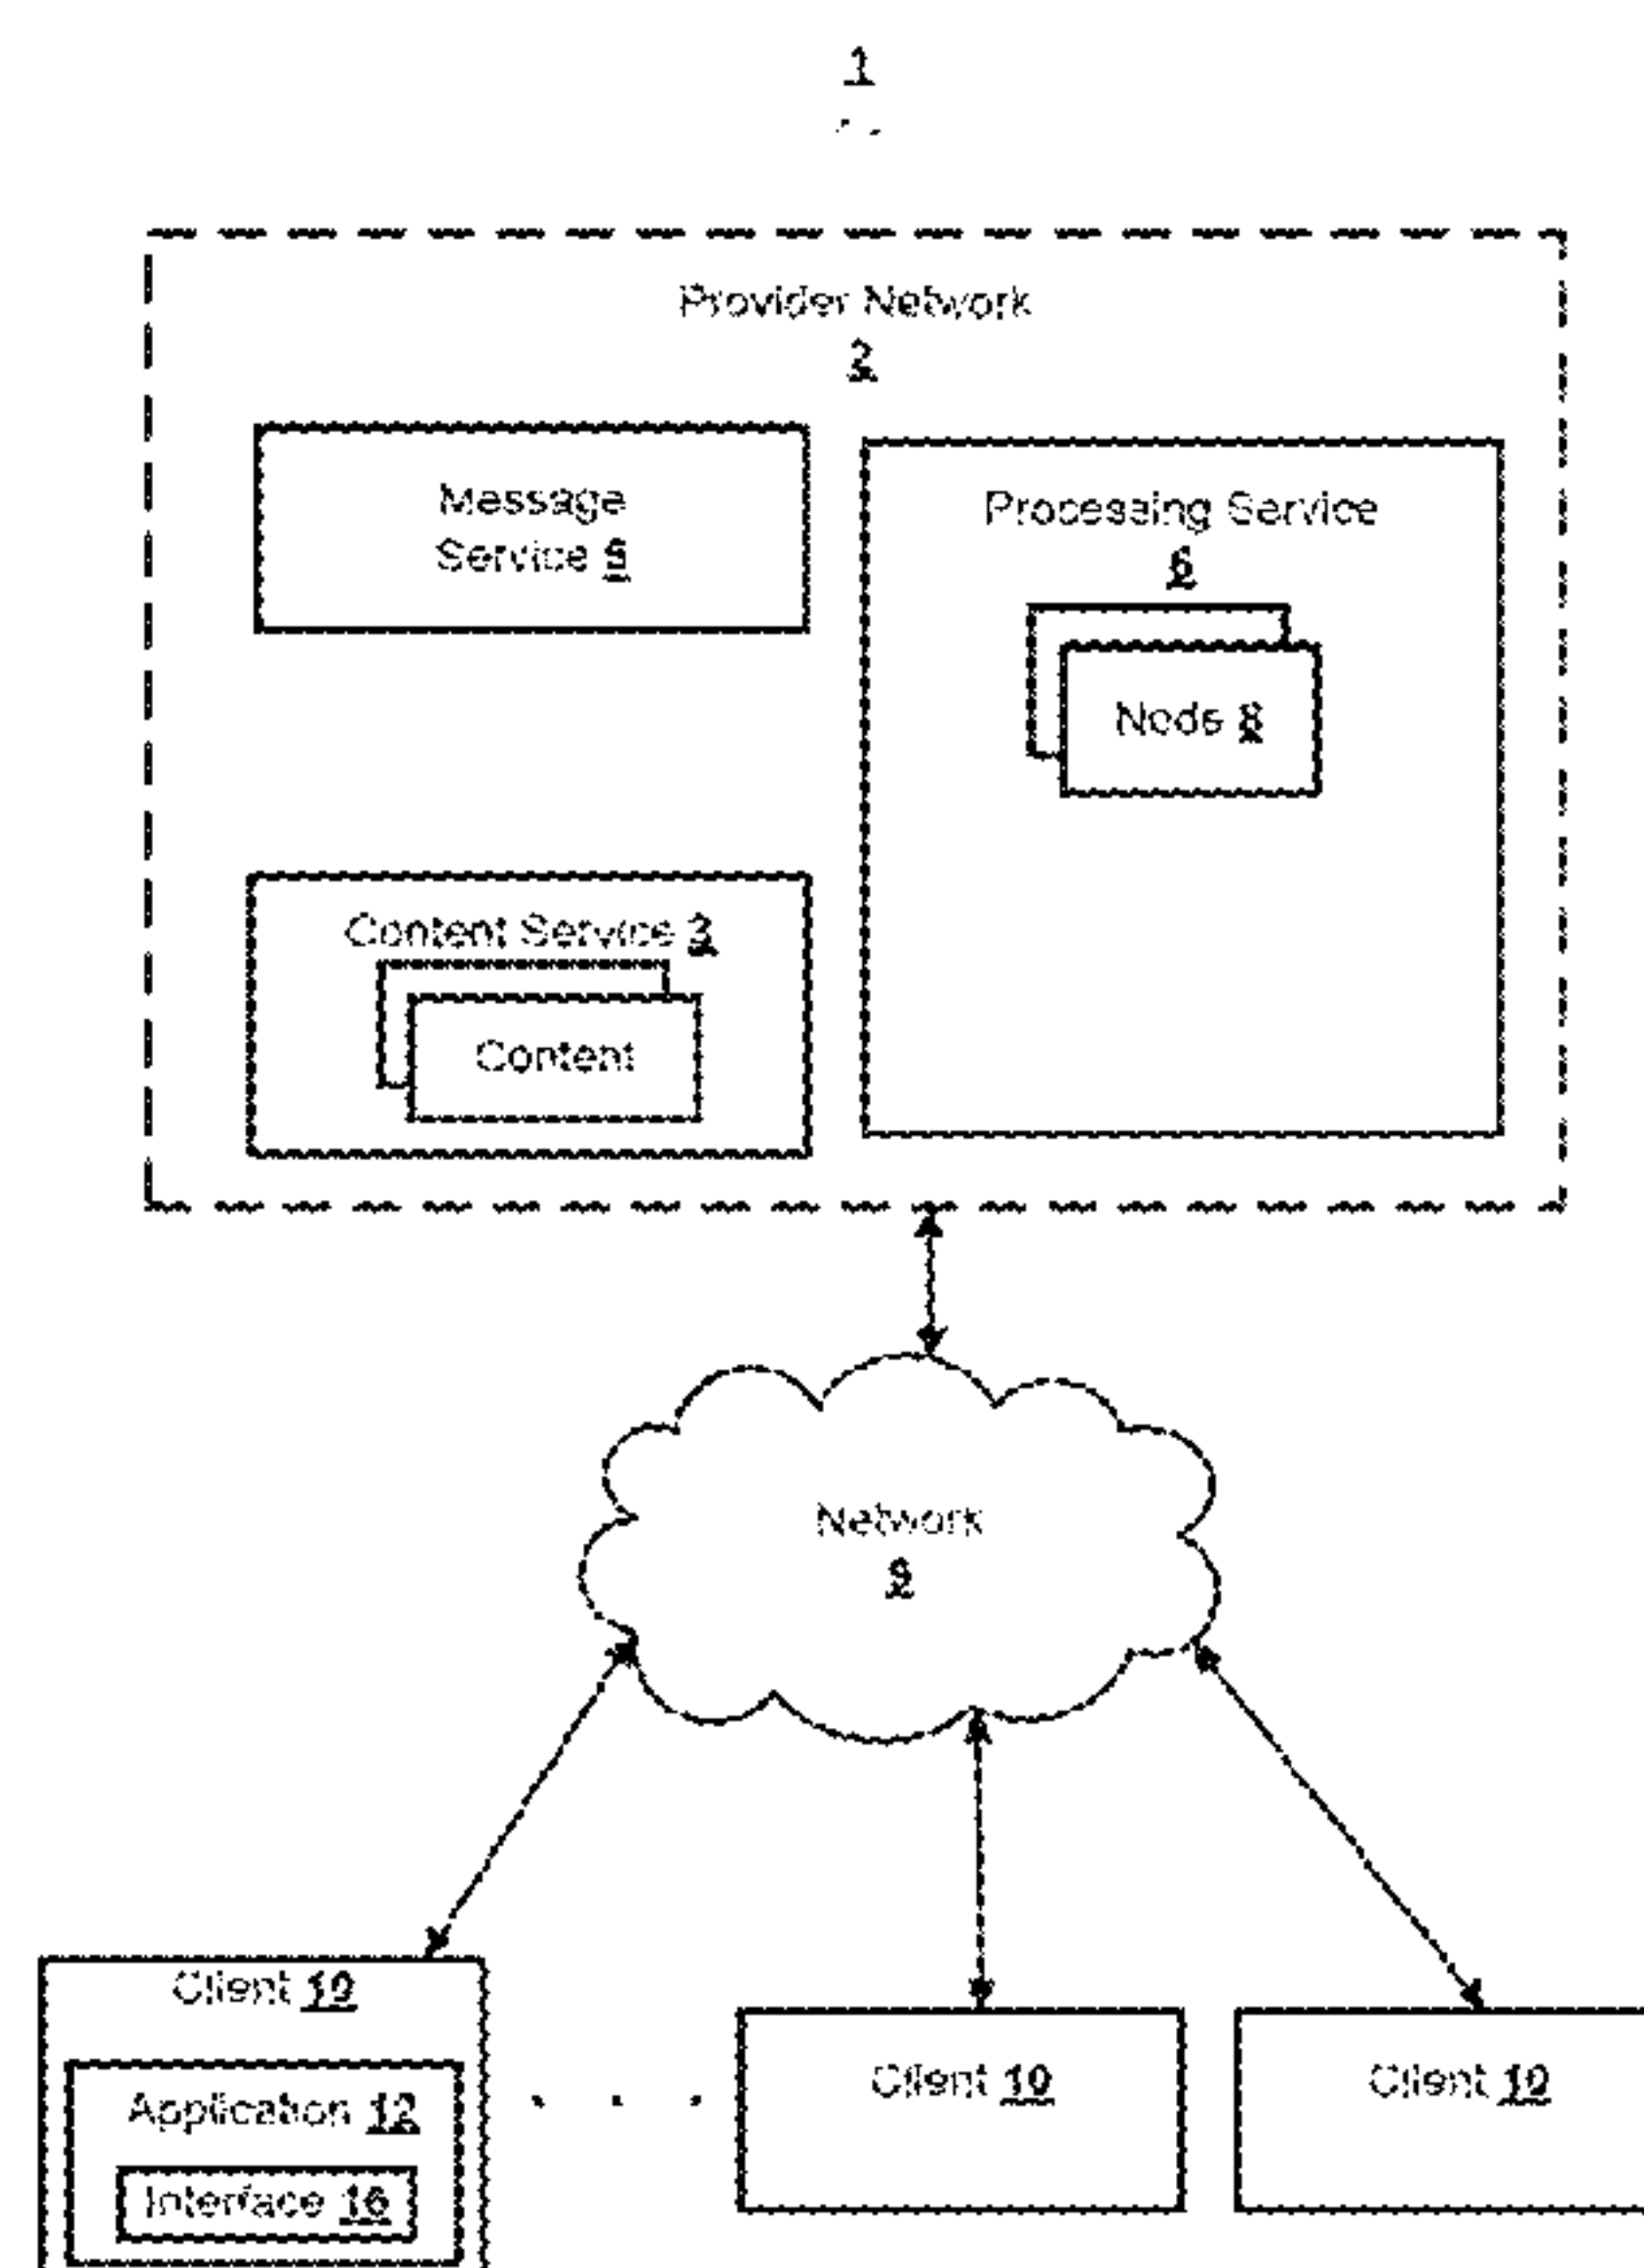 1
Provider Network
2
Message
Service 5
Processing Service
6
Node 8
Content Service 3
Content
Network
9
Client 10
Application 12
Interface 16
. . .
Client 10
Client 10